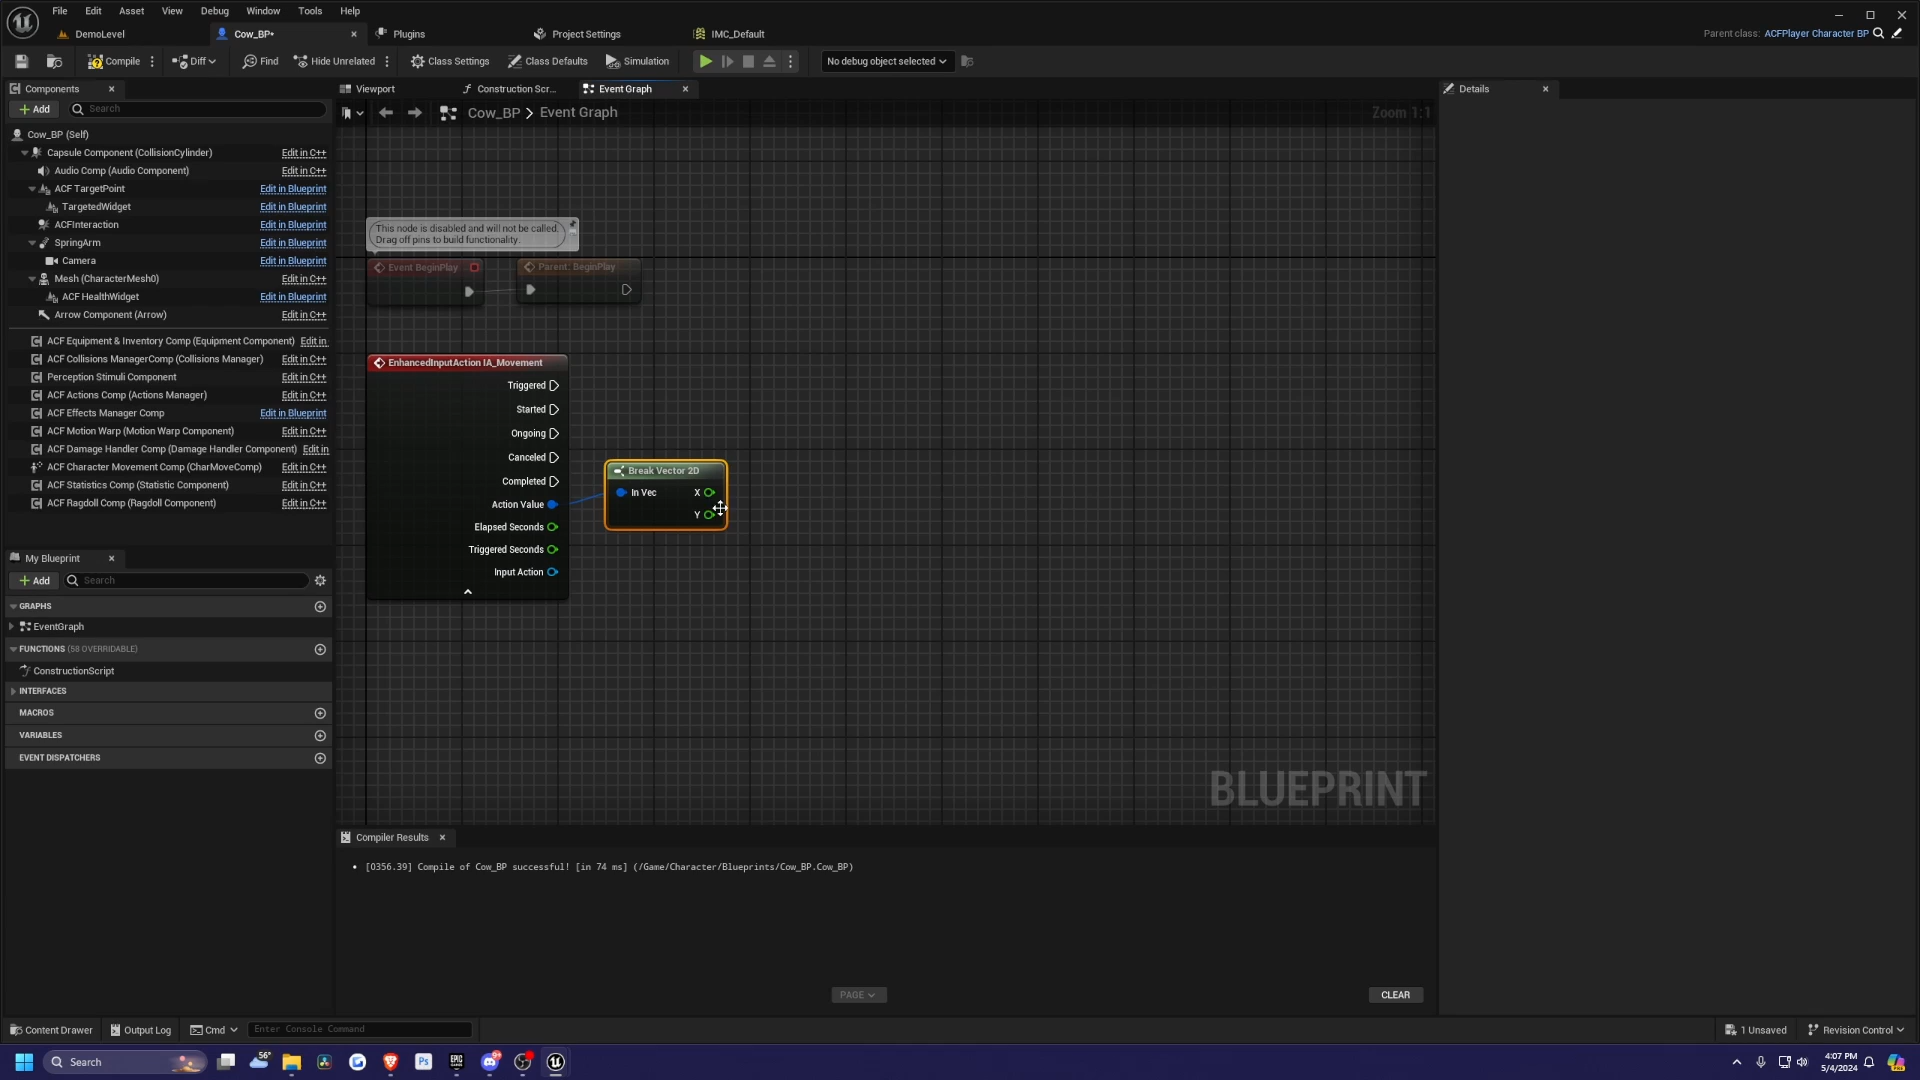 File Edit Asset View Debug Window Tools Help
DemoLevel Cow_BP* Plugins Project Settings IMC_Default
Parent class: ACFPlayer Character BP
Compile Diff Find Hide Unrelated Class Settings Class Defaults Simulation No debug object selected
Components
Viewport Construction Scr... Event Graph
Details
Add Search
Cow_BP > Event Graph
Zoom 1:1
Cow_BP (Self)
Capsule Component (CollisionCylinder) Edit in C++
Audio Comp (Audio Component) Edit in C++
ACF TargetPoint Edit in Blueprint
TargetedWidget Edit in Blueprint
ACFInteraction Edit in Blueprint
SpringArm Edit in Blueprint
Camera Edit in Blueprint
Mesh (CharacterMesh0) Edit in C++
ACF HealthWidget Edit in Blueprint
Arrow Component (Arrow) Edit in C++
ACF Equipment & Inventory Comp (Equipment Component) Edit in
ACF Collisions ManagerComp (Collisions Manager) Edit in C++
Perception Stimuli Component Edit in C++
ACF Actions Comp (Actions Manager) Edit in C++
ACF Effects Manager Comp Edit in Blueprint
ACF Motion Warp (Motion Warp Component) Edit in C++
ACF Damage Handler Comp (Damage Handler Component) Edit in
ACF Character Movement Comp (CharMoveComp) Edit in C++
ACF Statistics Comp (Statistic Component) Edit in C++
ACF Ragdoll Comp (Ragdoll Component) Edit in C++
This node is disabled and will not be called.
Drag off pins to build functionality.
Event BeginPlay
Parent: BeginPlay
EnhancedInputAction IA_Movement
Triggered
Started
Ongoing
Canceled
Completed
Action Value
Elapsed Seconds
Triggered Seconds
Input Action
Break Vector 2D
In Vec X
Y
BLUEPRINT
My Blueprint
Add Search
GRAPHS
EventGraph
FUNCTIONS (58 OVERRIDABLE)
ConstructionScript
INTERFACES
MACROS
VARIABLES
EVENT DISPATCHERS
Compiler Results
[0356.39] Compile of Cow_BP successful! [in 74 ms] (/Game/Character/Blueprints/Cow_BP.Cow_BP)
PAGE
CLEAR
Content Drawer Output Log Cmd Enter Console Command
1 Unsaved Revision Control
Search
56°
4:07 PM
5/4/2024